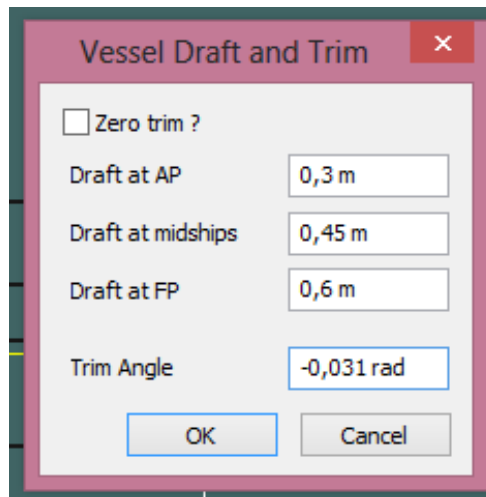 Vessel Draft and Trim
Zero trim ?
Draft at AP 0,3 m
Draft at midships 0,45 m
Draft at FP 0,6 m
Trim Angle -0,031 rad
OK Cancel